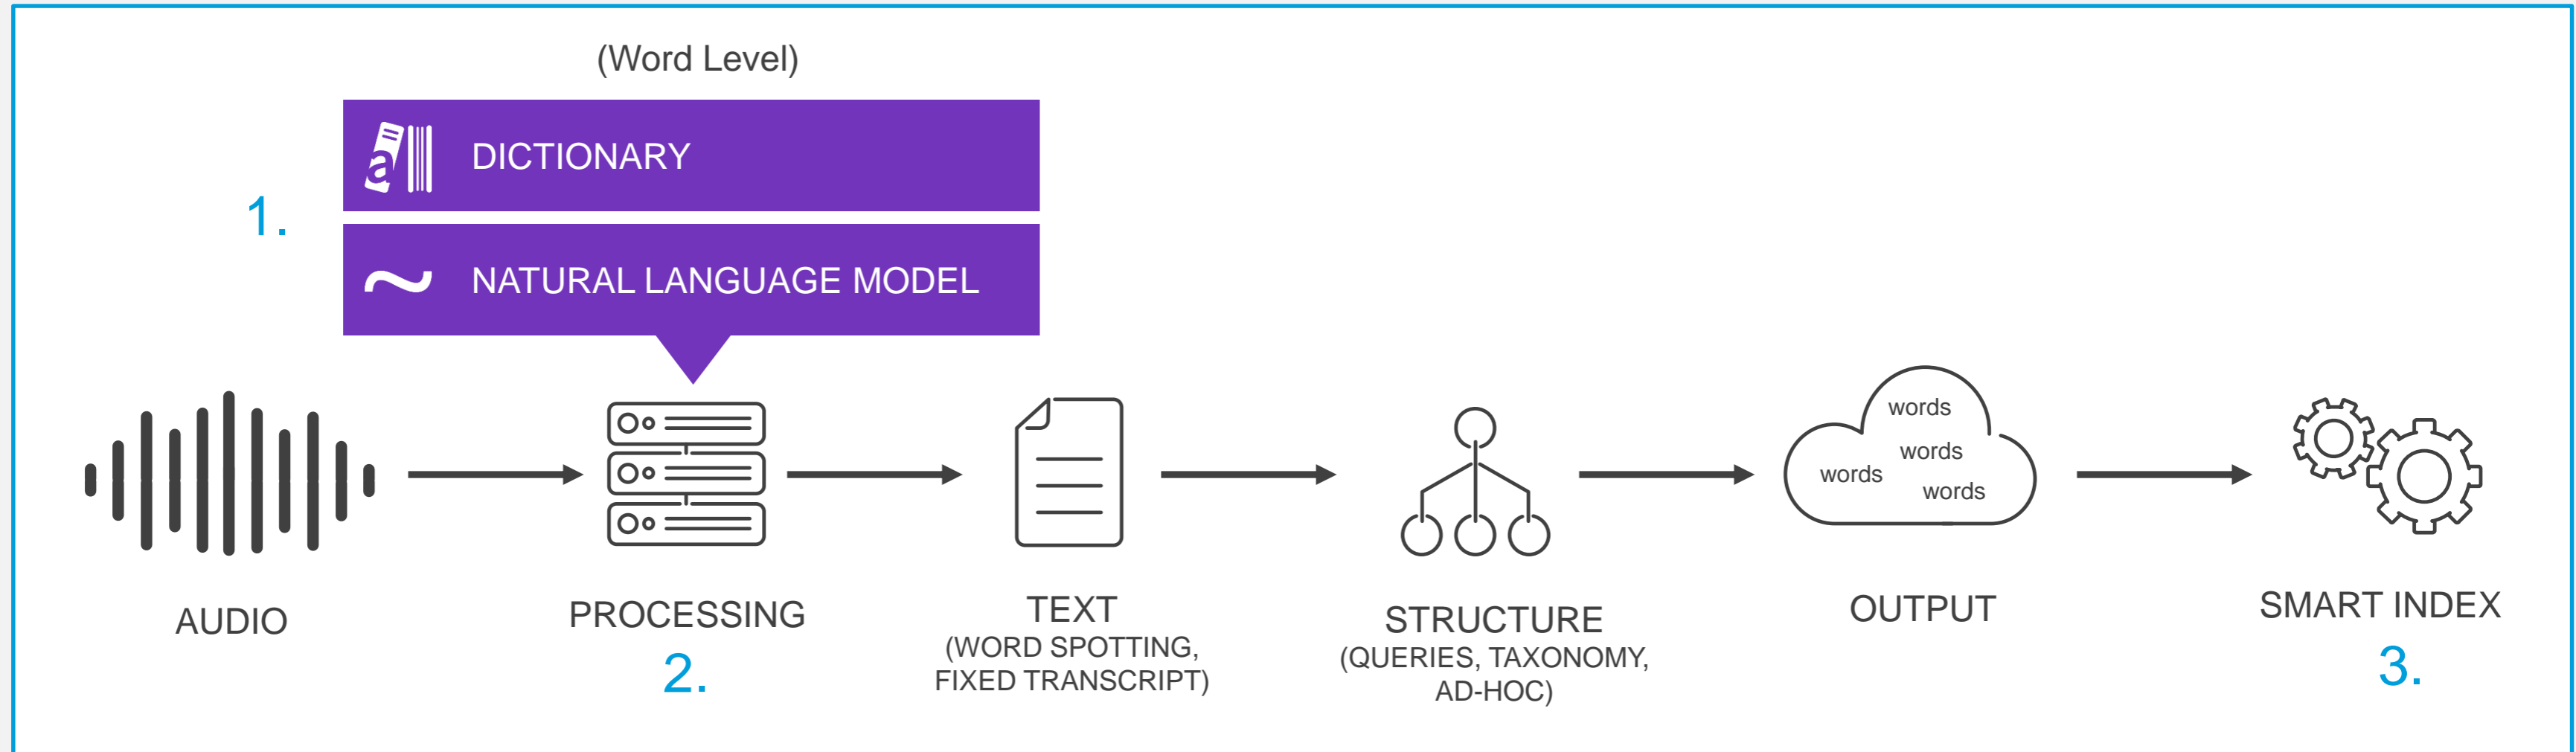 (Word Level)
1.
DICTIONARY
NATURAL LANGUAGE MODEL
AUDIO
PROCESSING
2.
TEXT
(WORD SPOTTING,
FIXED TRANSCRIPT)
STRUCTURE
(QUERIES, TAXONOMY,
AD-HOC)
words
words
words
words
OUTPUT
SMART INDEX
3.